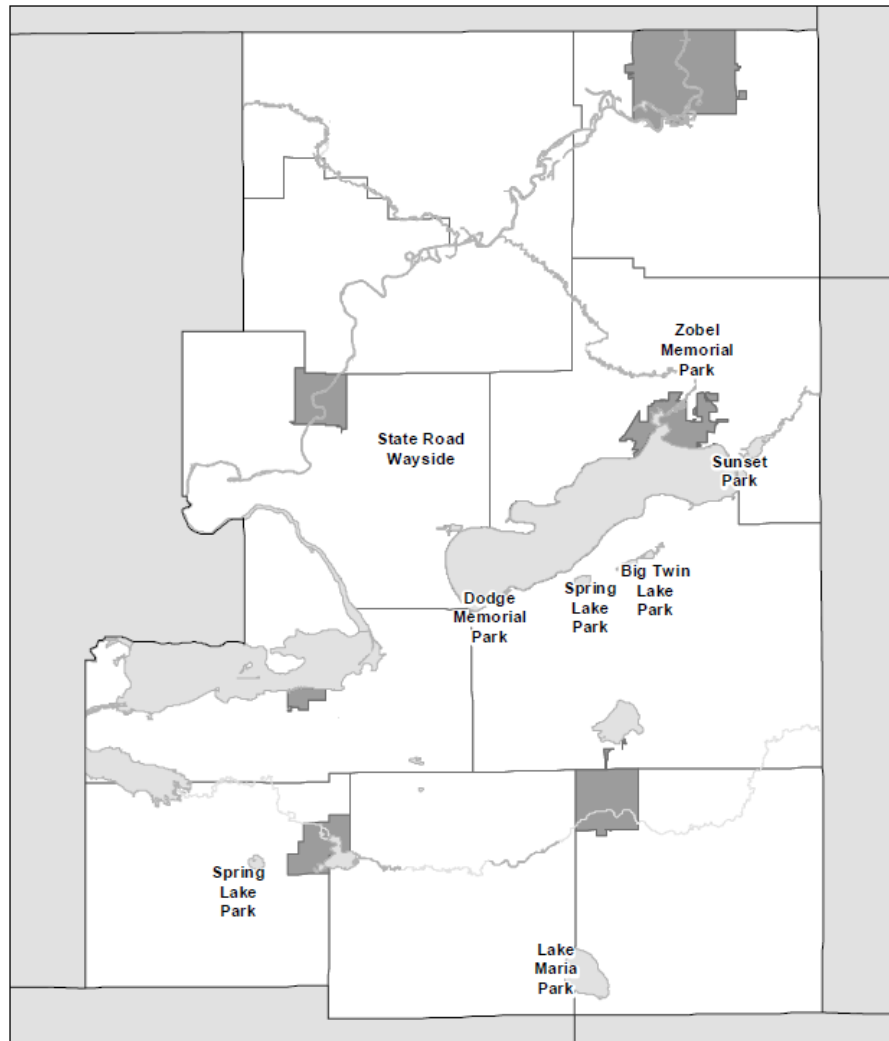 Zobel
Memorial
Park
State Road
Wayside
Sunset
Park
Big Twin
Lake
Park
Spring
Lake
Park
Dodge
Memorial
Park
Spring
Lake
Park
Lake
Maria
Park